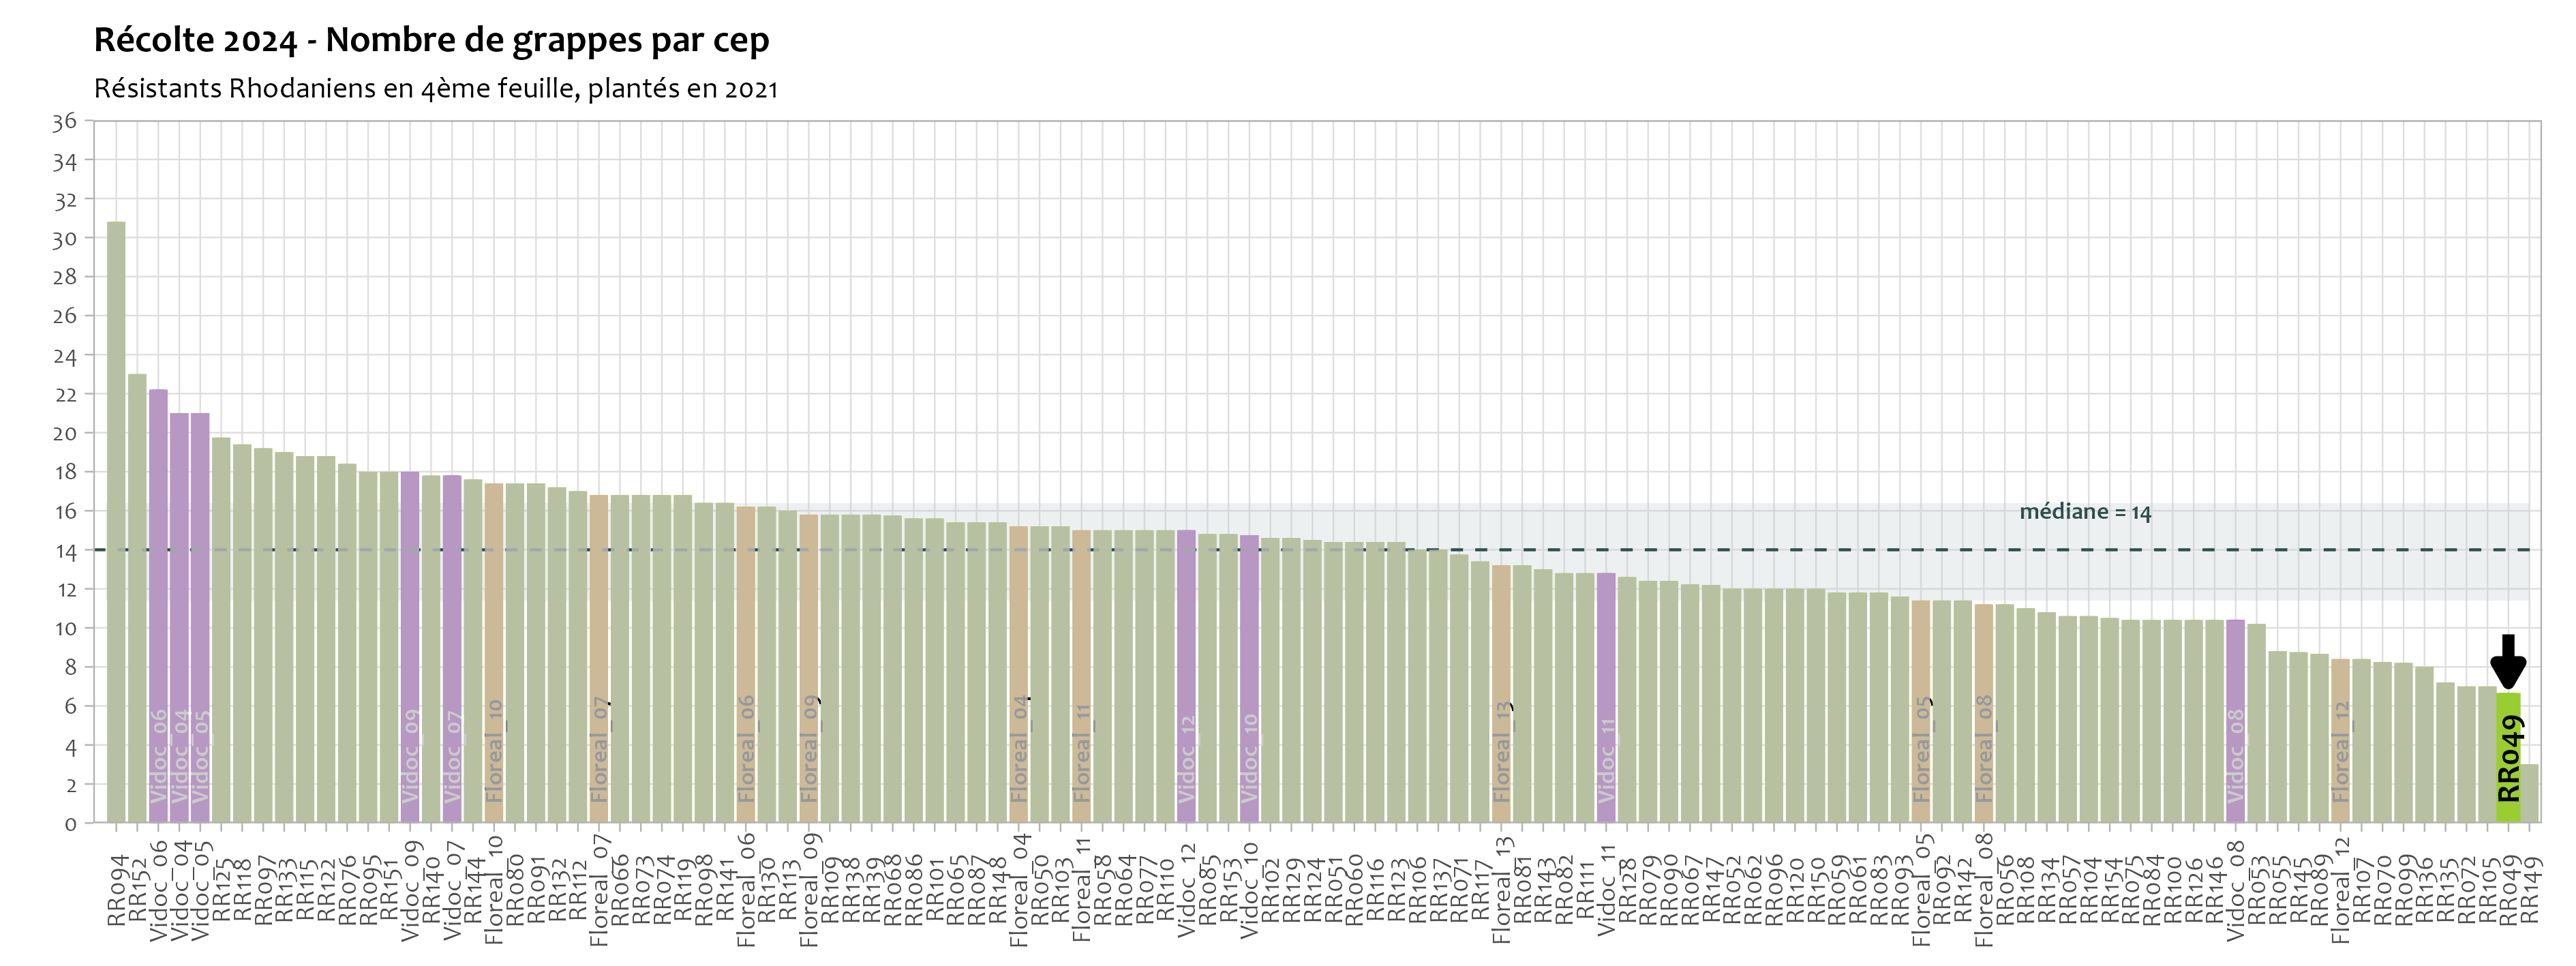 Récolte 2024 - Nombre de grappes par cep
Résistants Rhodaniens en 4ème feuille, plantés en 2021
36
34
32
30
28
26
24
22
20
18
16
14
12
10
8
6
4
2
0
médiane = 14
Vidoc_06
Vidoc_04
Vidoc_05
Vidoc_09
Vidoc_07
Floreal_10
Floreal_07
Floreal_06
Floreal_09
Floreal_04
Floreal_11
Vidoc_12
Vidoc_10
Floreal_13
Vidoc_11
Floreal_05
Floreal_08
Vidoc_08
Floreal_12
RR049
RR094
RR152
Vidoc_06
Vidoc_04
Vidoc_05
RR125
RR118
RR097
RR133
RR115
RR122
RR076
RR095
RR151
Vidoc_09
RR140
Vidoc_07
RR144
Floreal_10
RR080
RR091
RR132
RR112
Floreal_07
RR066
RR073
RR074
RR119
RR098
RR141
Floreal_06
RR130
RR113
Floreal_09
RR109
RR138
RR139
RR068
RR086
RR101
RR065
RR087
RR148
Floreal_04
RR050
RR103
Floreal_11
RR058
RR064
RR077
RR110
Vidoc_12
RR085
RR153
Vidoc_10
RR102
RR129
RR124
RR051
RR060
RR116
RR123
RR106
RR137
RR071
RR117
Floreal_13
RR081
RR143
RR082
RR111
Vidoc_11
RR128
RR079
RR090
RR067
RR147
RR052
RR062
RR096
RR120
RR150
RR059
RR061
RR083
RR093
Floreal_05
RR092
RR142
Floreal_08
RR056
RR108
RR134
RR057
RR104
RR154
RR075
RR084
RR100
RR126
RR146
Vidoc_08
RR053
RR055
RR145
RR089
Floreal_12
RR107
RR070
RR099
RR136
RR135
RR072
RR105
RR049
RR149